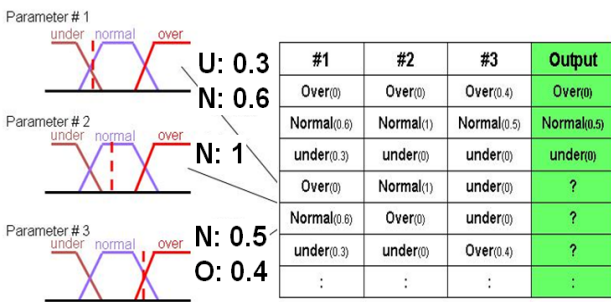 Parameter # 1
under normal over
U: 0.3
N: 0.6
Parameter # 2
under normal over
N: 1
Parameter # 3
under normal over
N: 0.5
O: 0.4
#1 #2 #3 Output
Over(0) Over(0) Over(0.4) Over(0)
Normal(0.6) Normal(1) Normal(0.5) Normal(0.5)
under(0.3) under(0) under(0) under(0)
Over(0) Normal(1) under(0) ?
Normal(0.6) Over(0) under(0) ?
under(0.3) under(0) Over(0.4) ?
: : : :